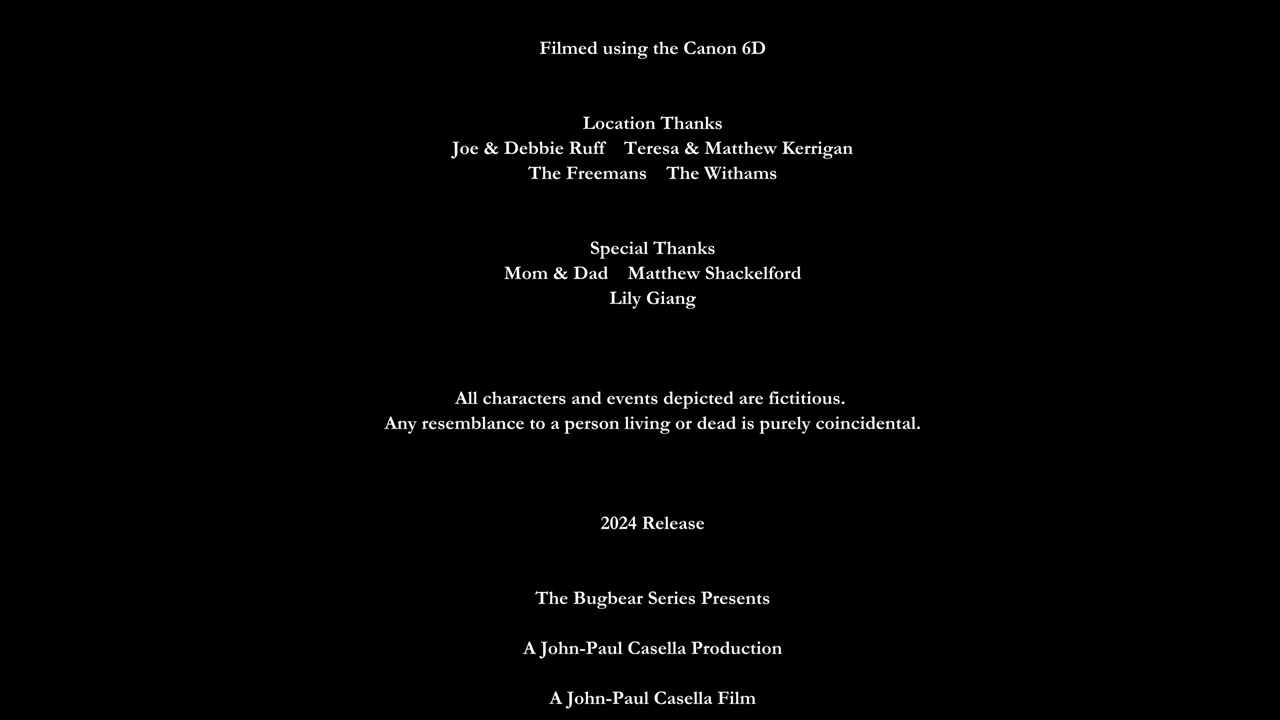 Filmed using the Canon 6D
Location Thanks
Joe & Debbie Ruff Teresa & Matthew Kerrigan
The Freemans The Withams
Special Thanks
Mom & Dad Matthew Shackelford
Lily Giang
All characters and events depicted are fictitious.
Any resemblance to a person living or dead is purely coincidental.
2024 Release
The Bugbear Series Presents
A John-Paul Casella Production
A John-Paul Casella Film